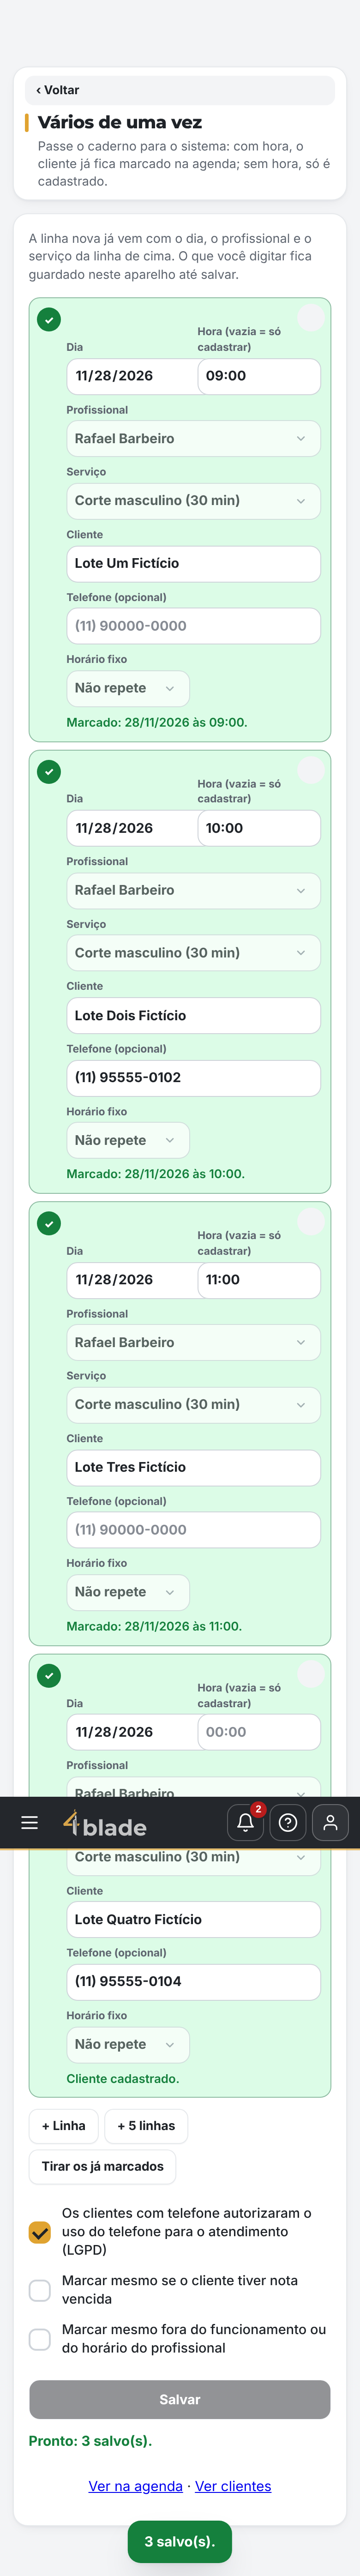 ‹ Voltar
Vários de uma vez
Passe o caderno para o sistema: com hora, o
cliente já fica marcado na agenda; sem hora, só é
cadastrado.
A linha nova já vem com o dia, o profissional e o
serviço da linha de cima. O que você digitar fica
guardado neste aparelho até salvar.
Dia
Hora (vazia = só
cadastrar)
11/28/2026
09:00
Profissional
Rafael Barbeiro
Serviço
Corte masculino (30 min)
Cliente
Lote Um Fictício
Telefone (opcional)
(11) 90000-0000
Horário fixo
Não repete
Marcado: 28/11/2026 às 09:00.
Dia
Hora (vazia = só
cadastrar)
11/28/2026
10:00
Profissional
Rafael Barbeiro
Serviço
Corte masculino (30 min)
Cliente
Lote Dois Fictício
Telefone (opcional)
(11) 95555-0102
Horário fixo
Não repete
Marcado: 28/11/2026 às 10:00.
Dia
Hora (vazia = só
cadastrar)
11/28/2026
11:00
Profissional
Rafael Barbeiro
Serviço
Corte masculino (30 min)
Cliente
Lote Tres Fictício
Telefone (opcional)
(11) 90000-0000
Horário fixo
Não repete
Marcado: 28/11/2026 às 11:00.
Dia
Hora (vazia = só
cadastrar)
11/28/2026
00:00
Profissional
Rafael Barbeiro
blade
2
Corte masculino (30 min)
Cliente
Lote Quatro Fictício
Telefone (opcional)
(11) 95555-0104
Horário fixo
Não repete
Cliente cadastrado.
+ Linha
+ 5 linhas
Tirar os já marcados
Os clientes com telefone autorizaram o
uso do telefone para o atendimento
(LGPD)
Marcar mesmo se o cliente tiver nota
vencida
Marcar mesmo fora do funcionamento ou
do horário do profissional
Salvar
Pronto: 3 salvo(s).
Ver na agenda · Ver clientes
3 salvo(s).